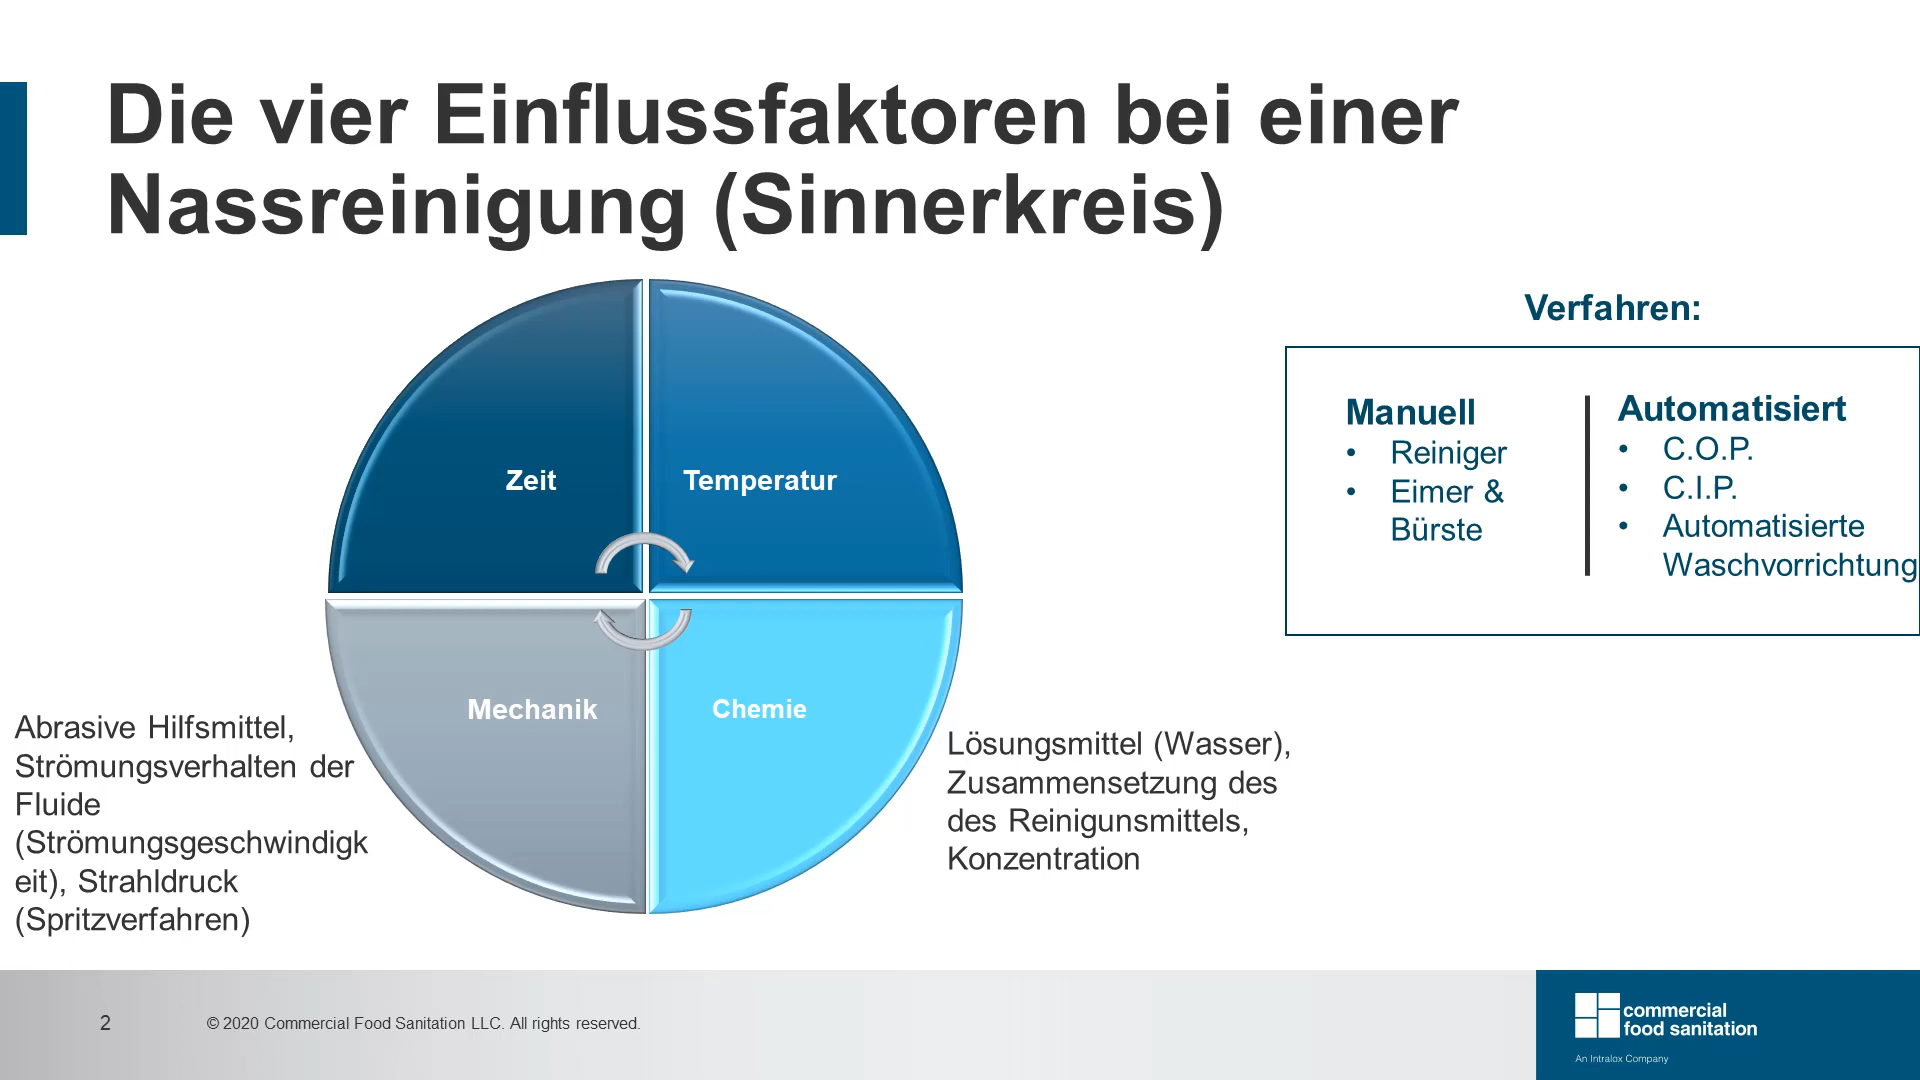 Die vier Einflussfaktoren bei einer
Nassreinigung (Sinnerkreis)
Zeit
Temperatur
Mechanik
Chemie
Abrasive Hilfsmittel,
Strömungsverhalten der
Fluide
(Strömungsgeschwindigk
eit), Strahldruck
(Spritzverfahren)
Lösungsmittel (Wasser),
Zusammensetzung des
des Reinigunsmittels,
Konzentration
Verfahren:
Manuell
• Reiniger
• Eimer &
Bürste
Automatisiert
• C.O.P.
• C.I.P.
• Automatisierte
Waschvorrichtung
2
© 2020 Commercial Food Sanitation LLC. All rights reserved.
commercial
food sanitation
An Intralox Company